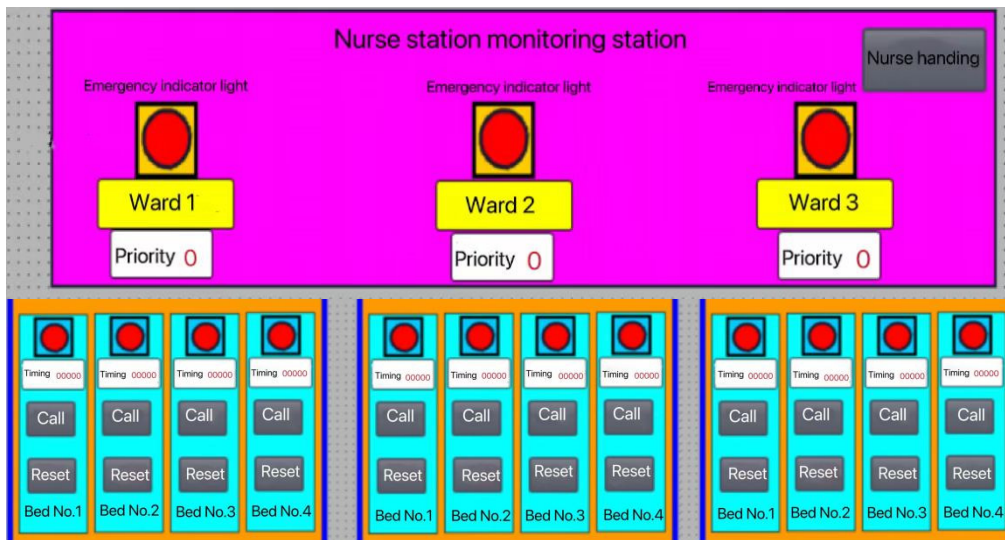 Nurse station monitoring station
Nurse handing
Emergency indicator light Emergency indicator light Emergency indicator light
Ward 1 Ward 2 Ward 3
Priority 0 Priority 0 Priority 0
Timing 00000 Timing 00000 Timing 00000 Timing 00000 Timing 00000 Timing 00000 Timing 00000 Timing 00000 Timing 00000 Timing 00000 Timing 00000 Timing 00000
Call Call Call Call Call Call Call Call Call Call Call Call
Reset Reset Reset Reset Reset Reset Reset Reset Reset Reset Reset Reset
Bed No.1 Bed No.2 Bed No.3 Bed No.4 Bed No.1 Bed No.2 Bed No.3 Bed No.4 Bed No.1 Bed No.2 Bed No.3 Bed No.4